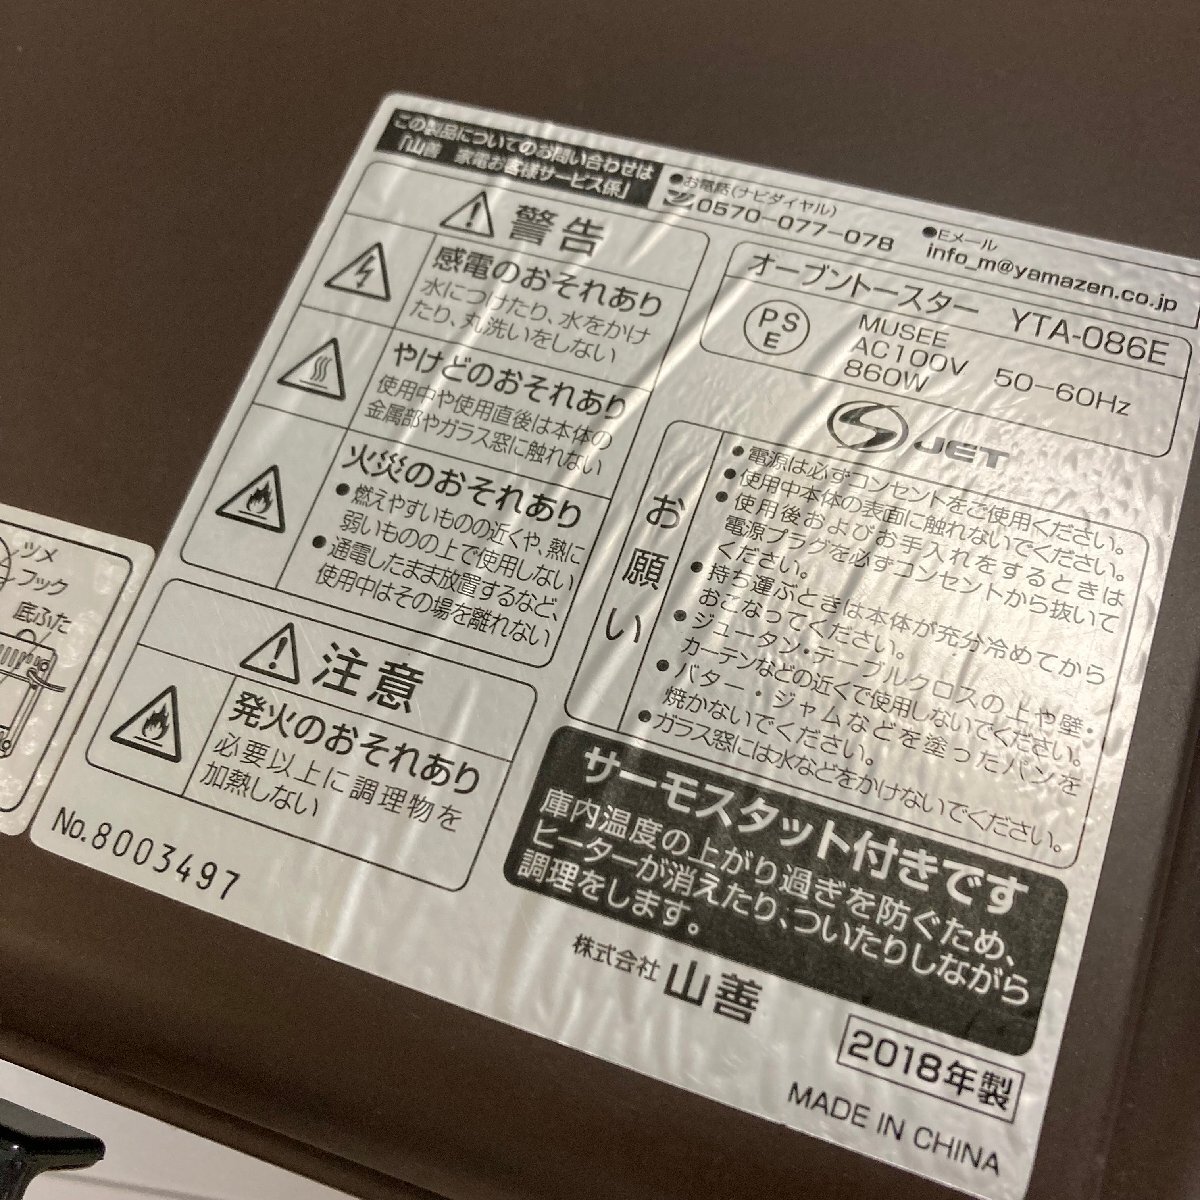 この製品についてのお問い合わせは
「山善 家電お客様サービス係」
●お電話(ナビダイヤル)
0570-077-078
●Eメール
info_m@yamazen.co.jp
警告
感電のおそれあり
水につけたり、水をかけ
たり、丸洗いをしない
やけどのおそれあり
使用中や使用直後は本体の
金属部やガラス窓に触れない
火災のおそれあり
●燃えやすいものの近くや、熱に
弱いものの上で使用しない
●通電したまま放置するなど、
使用中はその場を離れない
注意
発火のおそれあり
必要以上に調理物を
加熱しない
No.8003497
オーブントースター YTA-086E
PSE
MUSEE
AC100V 50-60Hz
860W
JET
お願い
●電源は必ずコンセントをご使用ください。
●使用中本体の表面に触れないでください。
●使用後およびお手入れをするときは
電源プラグを必ずコンセントから抜いて
ください。
●持ち運ぶときは本体が充分冷めてから
おこなってください。
●ジュータン・テーブルクロスの上や壁・
カーテンなどの近くで使用しないでください。
●バター・ジャムなどを塗ったパンを
焼かないでください。
●ガラス窓には水などをかけないでください。
サーモスタット付きです
庫内温度の上がり過ぎを防ぐため、
ヒーターが消えたり、ついたりしながら
調理をします。
株式会社 山善
2018年製
MADE IN CHINA
ツメ
フック
底ふた